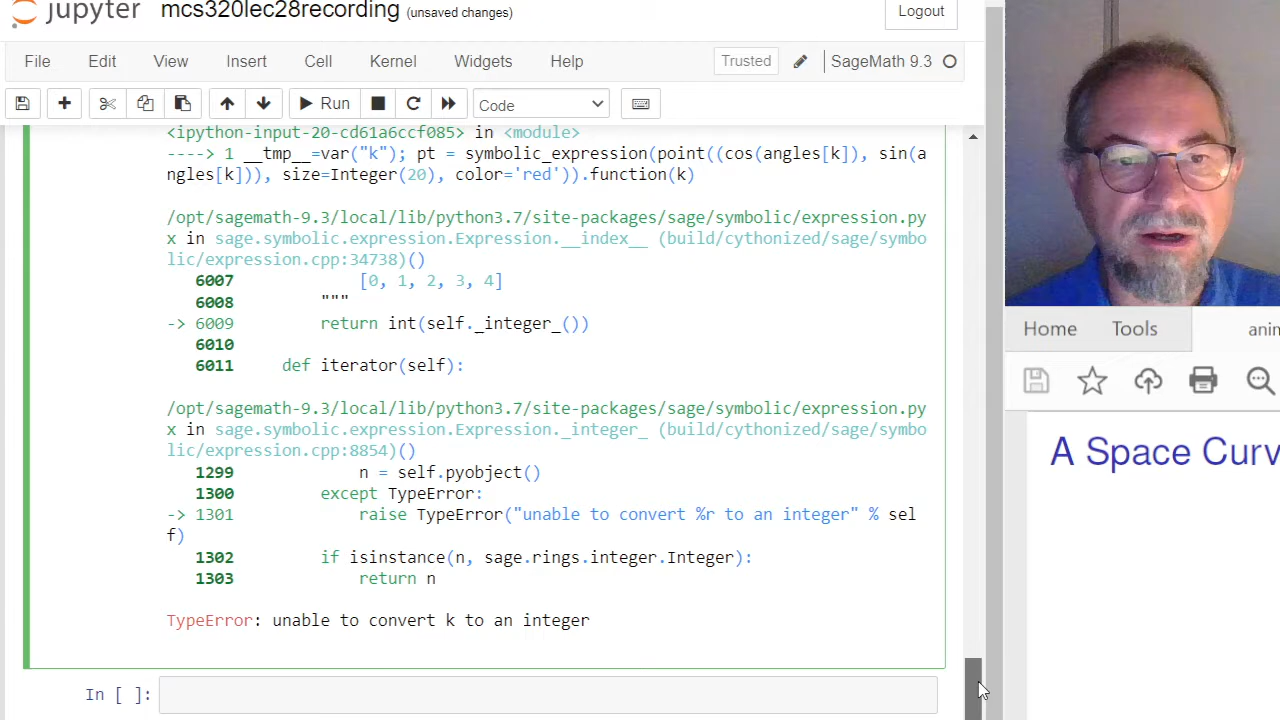 jupyter mcs320lec28recording (unsaved changes) Logout
File Edit View Insert Cell Kernel Widgets Help Trusted SageMath 9.3
Run Code
<ipython-input-20-cd61a6ccf085> in <module>
----> 1 __tmp__=var("k"); pt = symbolic_expression(point((cos(angles[k]), sin(a
ngles[k])), size=Integer(20), color='red')).function(k)
/opt/sagemath-9.3/local/lib/python3.7/site-packages/sage/symbolic/expression.py
x in sage.symbolic.expression.Expression.__index__ (build/cythonized/sage/symbo
lic/expression.cpp:34738)()
6007 [0, 1, 2, 3, 4]
6008 """
-> 6009 return int(self._integer_())
6010
6011 def iterator(self):
/opt/sagemath-9.3/local/lib/python3.7/site-packages/sage/symbolic/expression.py
x in sage.symbolic.expression.Expression._integer_ (build/cythonized/sage/symbo
lic/expression.cpp:8854)()
1299 n = self.pyobject()
1300 except TypeError:
-> 1301 raise TypeError("unable to convert %r to an integer" % sel
f)
1302 if isinstance(n, sage.rings.integer.Integer):
1303 return n
TypeError: unable to convert k to an integer
In [ ]:
Home Tools anin
A Space Curv